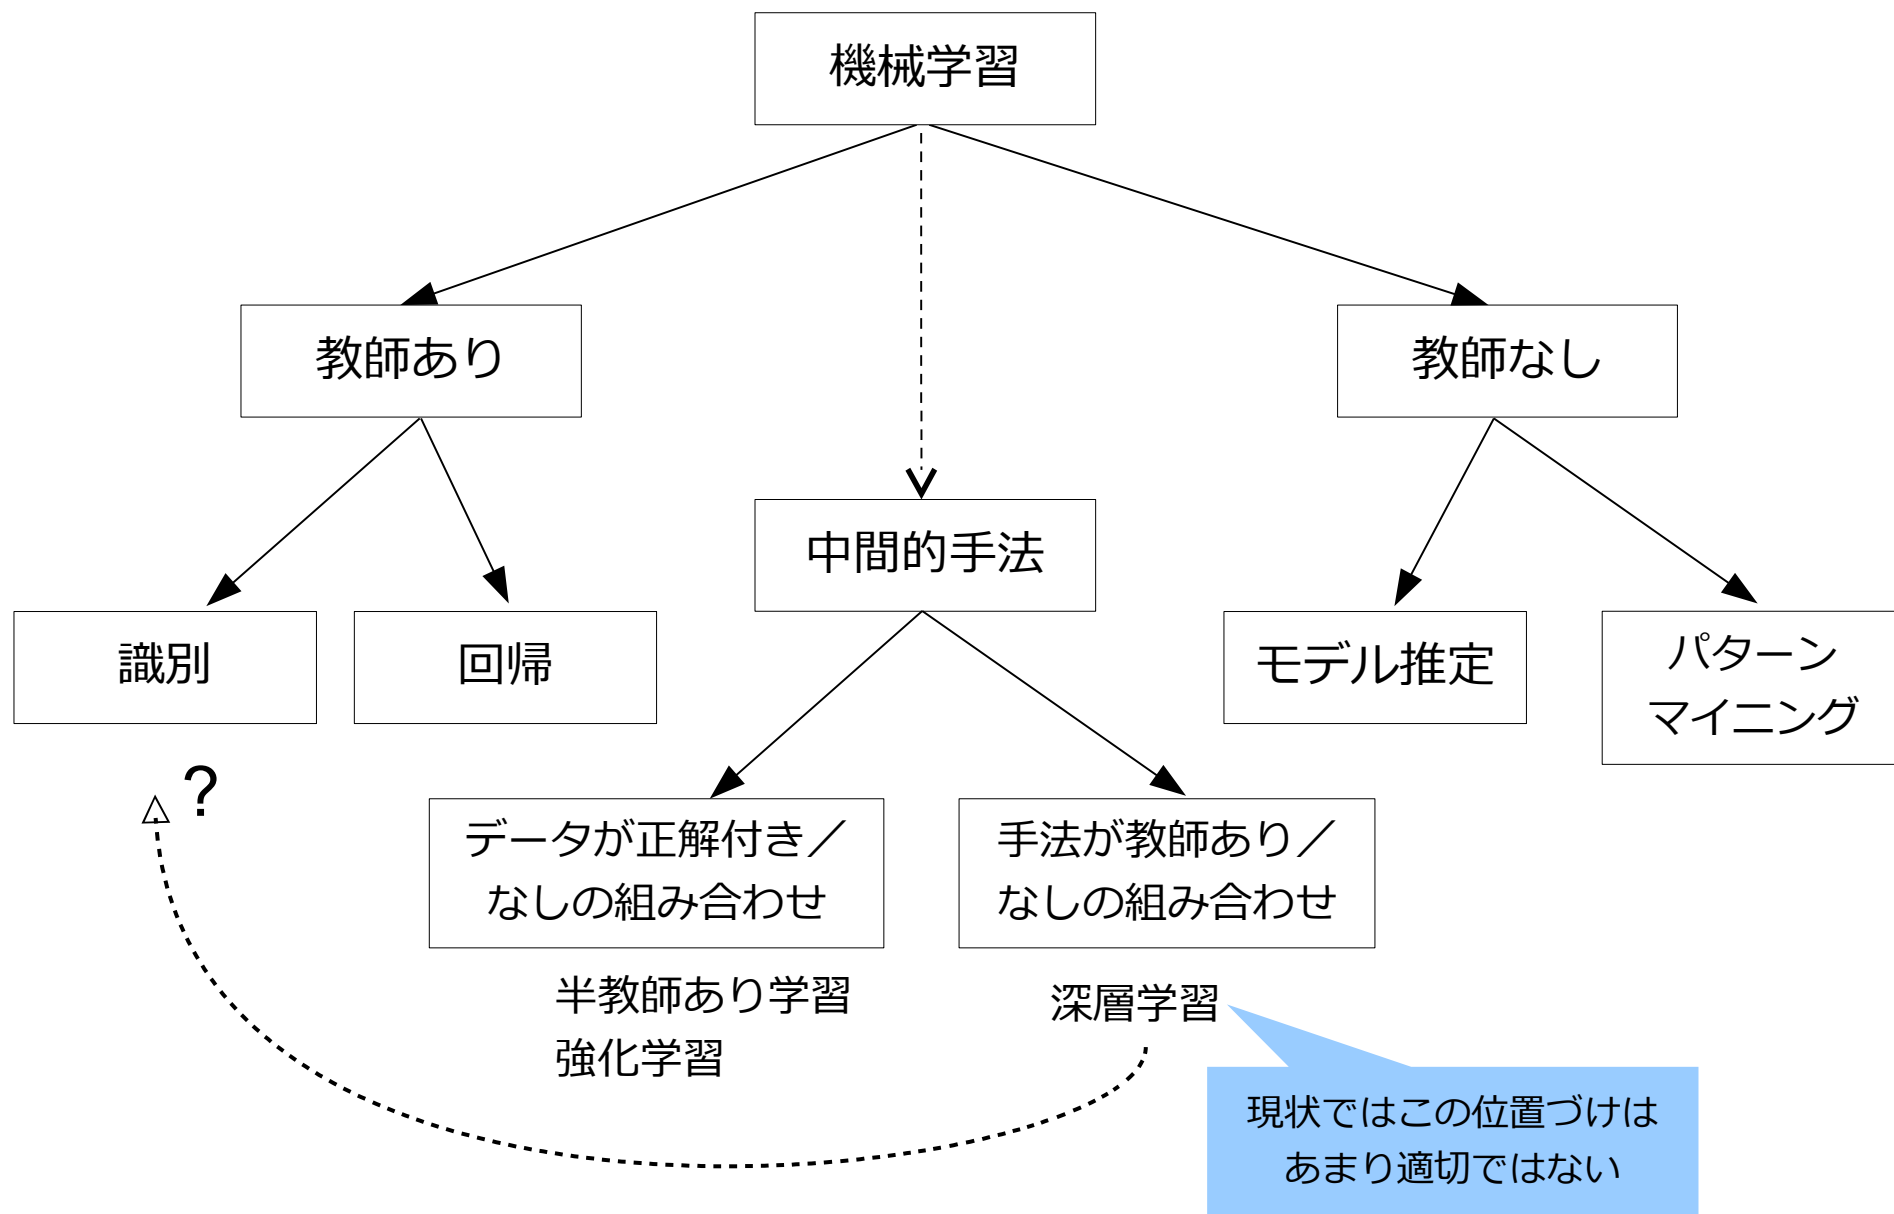 機械学習
教師あり
教師なし
中間的手法
識別
回帰
モデル推定
パターン
マイニング
?
データが正解付き／
なしの組み合わせ
手法が教師あり／
なしの組み合わせ
半教師あり学習
強化学習
深層学習
現状ではこの位置づけは
あまり適切ではない